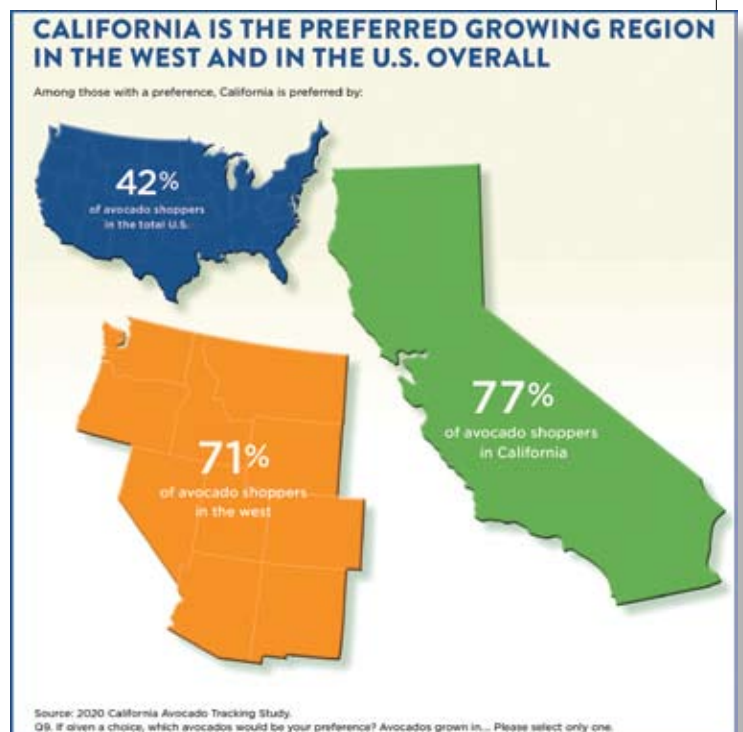 CALIFORNIA IS THE PREFERRED GROWING REGION
IN THE WEST AND IN THE U.S. OVERALL
Among those with a preference, California is preferred by:
42%
of avocado shoppers
in the total U.S.
77%
of avocado shoppers
in California
71%
of avocado shoppers
in the west
Source: 2020 California Avocado Tracking Study.
Q9. If given a choice, which avocados would be your preference? Avocados grown in... Please select only one.